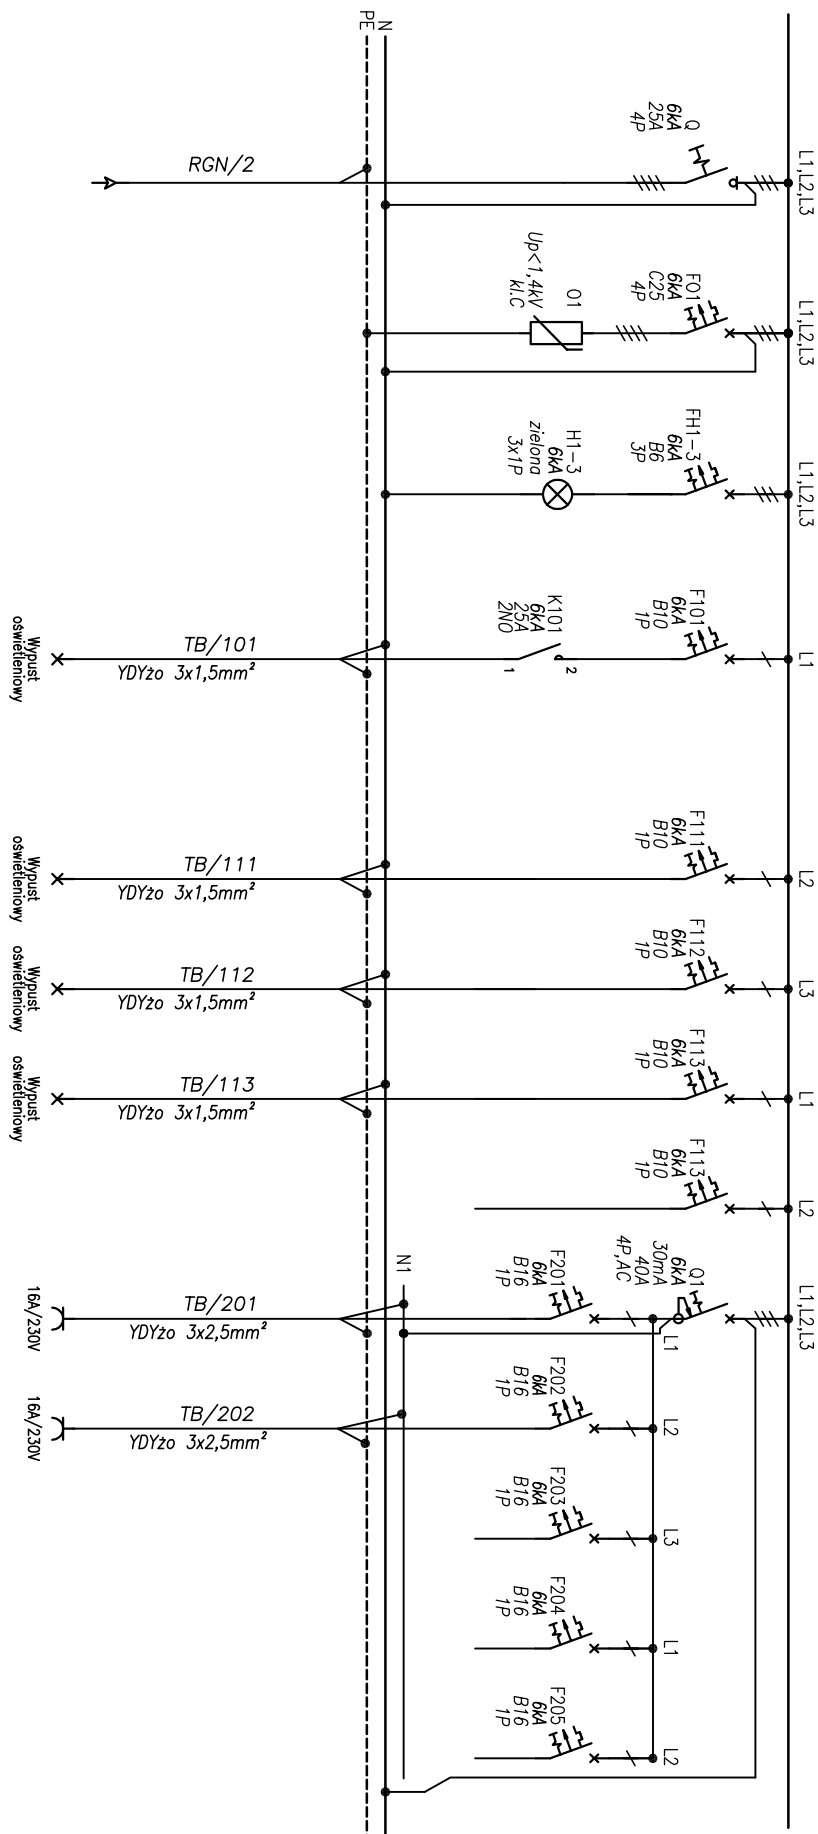 PE
N
L1,L2,L3
Q
6kA
25A
4P
RGN/2
L1,L2,L3
F01
6kA
C25
4P
01
Up<1,4kV
kl.C
L1,L2,L3
FH1-3
6kA
B6
3P
H1-3
6kA
zielona
3x1P
L1
F101
6kA
B10
1P
K101
6kA
25A
2NO
1
2
TB/101
YDYżo 3x1,5mm²
Wypust
oświetleniowy
L2
F111
6kA
B10
1P
TB/111
YDYżo 3x1,5mm²
Wypust
oświetleniowy
L3
F112
6kA
B10
1P
TB/112
YDYżo 3x1,5mm²
Wypust
oświetleniowy
L1
F113
6kA
B10
1P
TB/113
YDYżo 3x1,5mm²
Wypust
oświetleniowy
L2
F113
6kA
B10
1P
L1,L2,L3
Q1
6kA
30mA
40A
4P,AC
N1
L1
F201
6kA
B16
1P
TB/201
YDYżo 3x2,5mm²
16A/230V
L2
F202
6kA
B16
1P
TB/202
YDYżo 3x2,5mm²
16A/230V
L3
F203
6kA
B16
1P
L1
F204
6kA
B16
1P
L2
F205
6kA
B16
1P